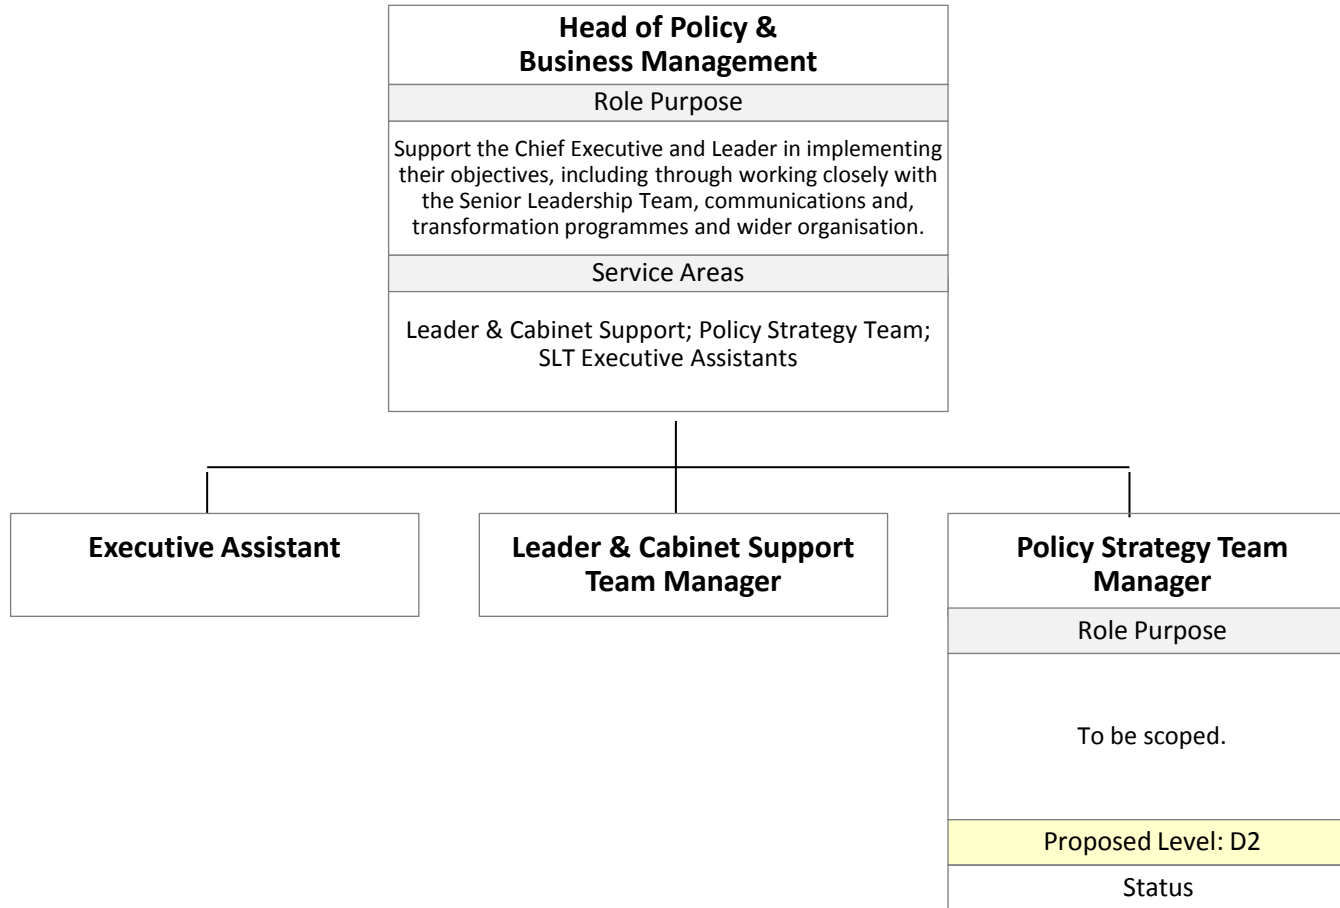 Head of Policy &
Business Management
Role Purpose
Support the Chief Executive and Leader in implementing
their objectives, including through working closely with
the Senior Leadership Team, communications and,
transformation programmes and wider organisation.
Service Areas
Leader & Cabinet Support; Policy Strategy Team;
SLT Executive Assistants
Executive Assistant
Leader & Cabinet Support
Team Manager
Policy Strategy Team
Manager
Role Purpose
To be scoped.
Proposed Level: D2
Status